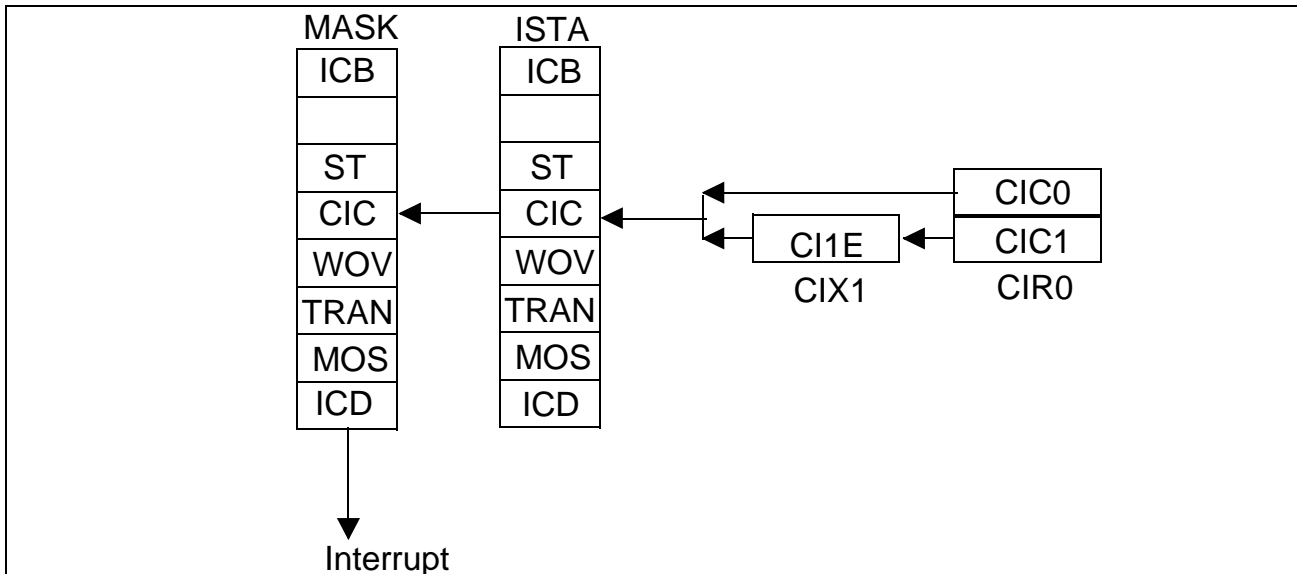 MASK
ICB
ST
CIC
WOV
TRAN
MOS
ICD
Interrupt
ISTA
ICB
ST
CIC
WOV
TRAN
MOS
ICD
CI1E
CIX1
CIC0
CIC1
CIR0